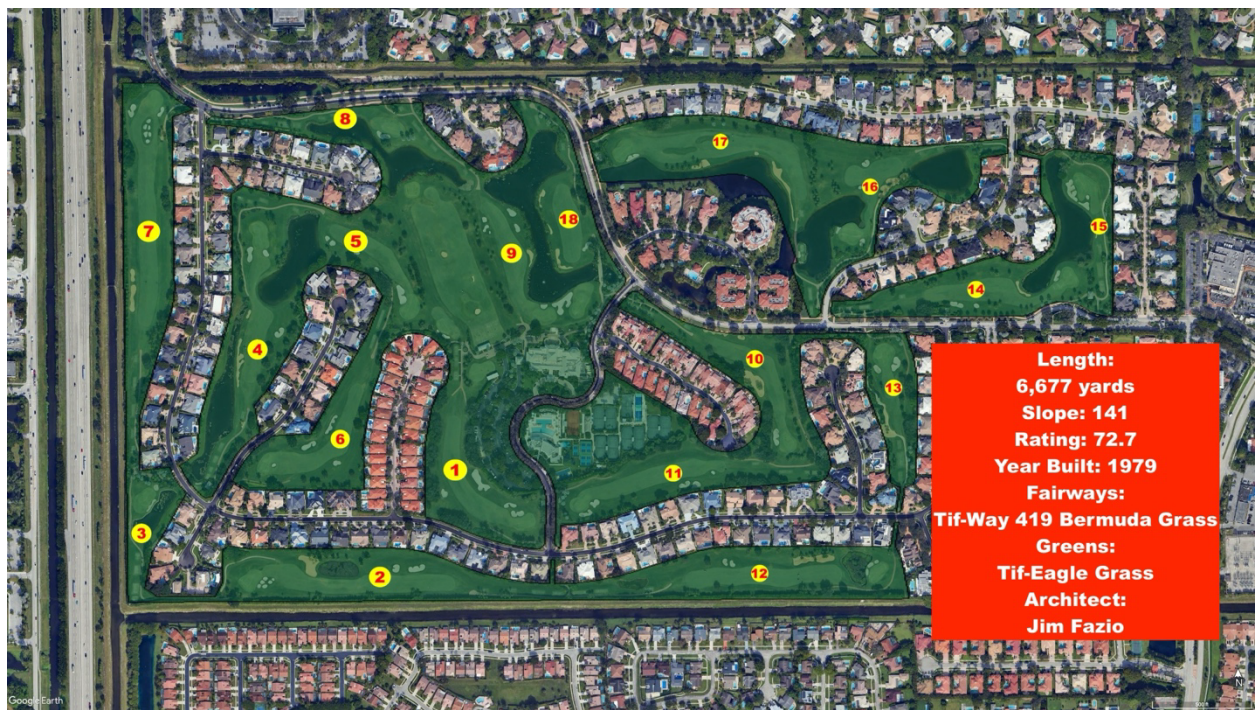 8
17
16
7
18
15
5
9
14
4
10
13
6
1
11
3
2
12
Length:
6,677 yards
Slope: 141
Rating: 72.7
Year Built: 1979
Fairways:
Tif-Way 419 Bermuda Grass
Greens:
Tif-Eagle Grass
Architect:
Jim Fazio
Google Earth
N